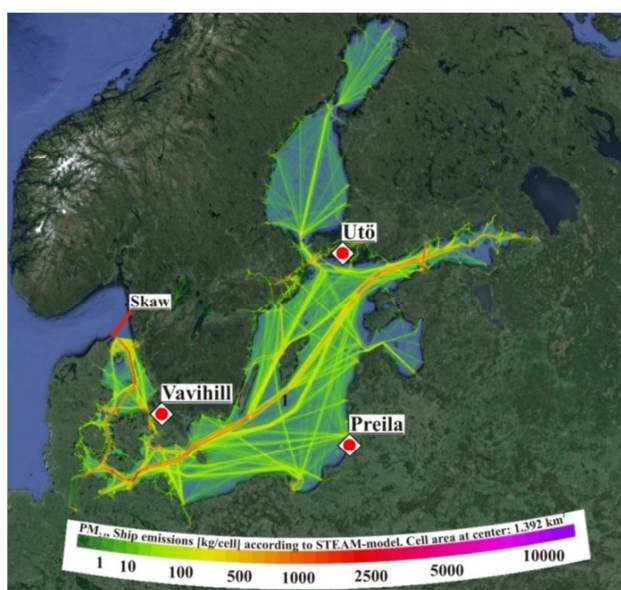 Utö
Skaw
Vavihill
Preila
PM₂.₅, Ship emissions [kg/cell] according to STEAM-model. Cell area at center: 1.392 km²
1 10 100 500 1000 2500 5000 10000